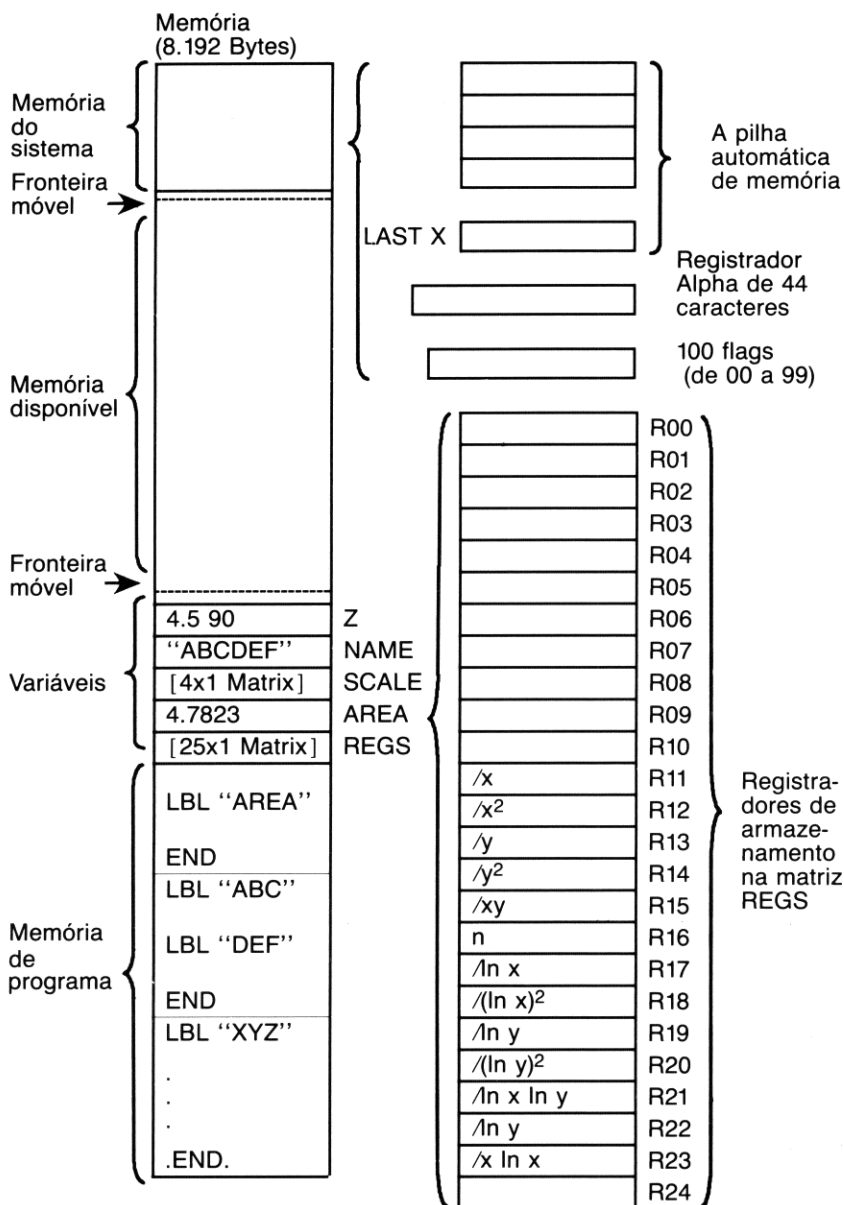 Memória
(8.192 Bytes)
Memória
do
sistema
Fronteira
móvel
Memória
disponível
Fronteira
móvel
Variáveis
4.5 90 Z
‘‘ABCDEF’’ NAME
[4x1 Matrix] SCALE
4.7823 AREA
[25x1 Matrix] REGS
Memória
de
programa
LBL ‘‘AREA’’
END
LBL ‘‘ABC’’
LBL ‘‘DEF’’
END
LBL ‘‘XYZ’’
.
.
.
.END.
A pilha
automática
de memória
LAST X
Registrador
Alpha de 44
caracteres
100 flags
(de 00 a 99)
R00
R01
R02
R03
R04
R05
R06
R07
R08
R09
R10
/x R11
/x² R12
/y R13
/y² R14
/xy R15
n R16
/ln x R17
/(ln x)² R18
/ln y R19
/(ln y)² R20
/ln x ln y R21
/ln y R22
/x ln x R23
R24
Registra-
dores de
armaze-
namento
na matriz
REGS